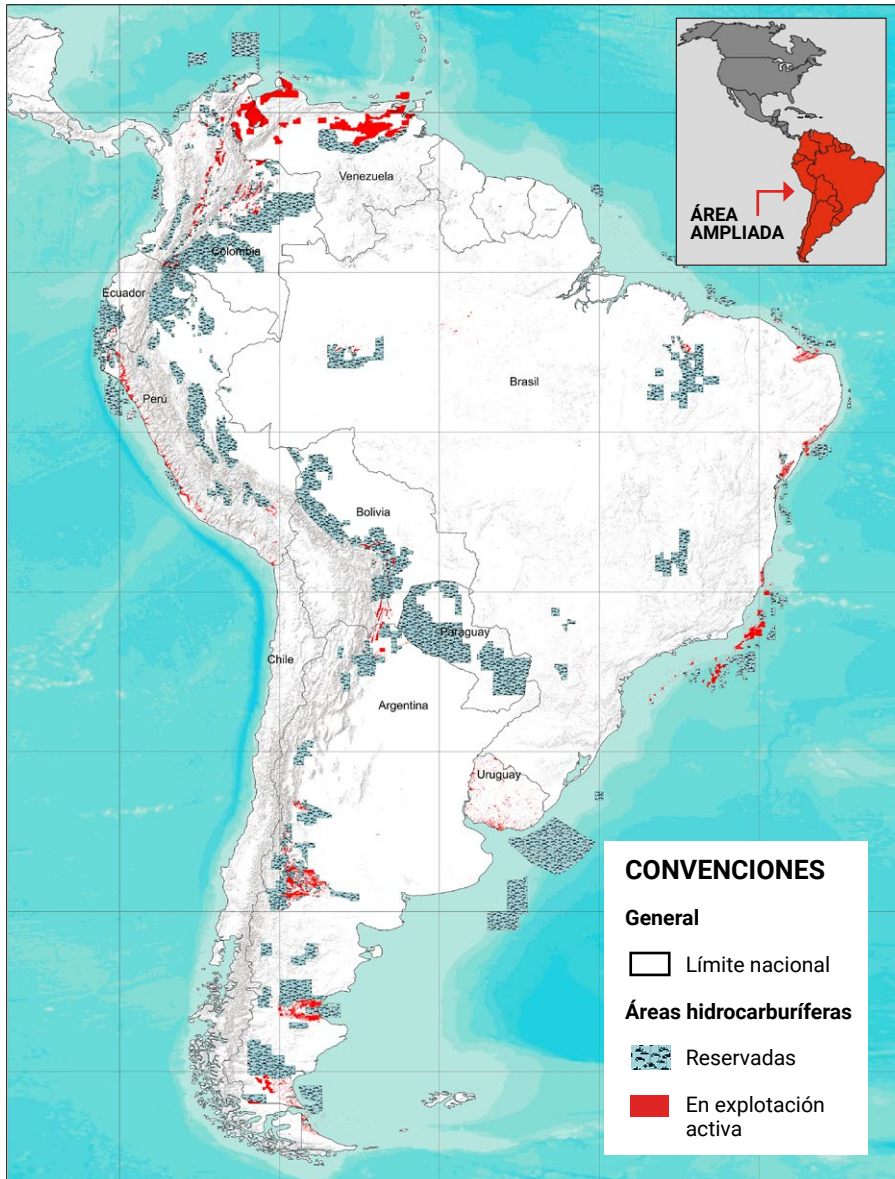 ÁREA
AMPLIADA
Venezuela
Colombia
Ecuador
Brasil
Perú
Bolivia
Paraguay
Chile
Argentina
Uruguay
CONVENCIONES
General
Límite nacional
Áreas hidrocarburíferas
Reservadas
En explotación
activa